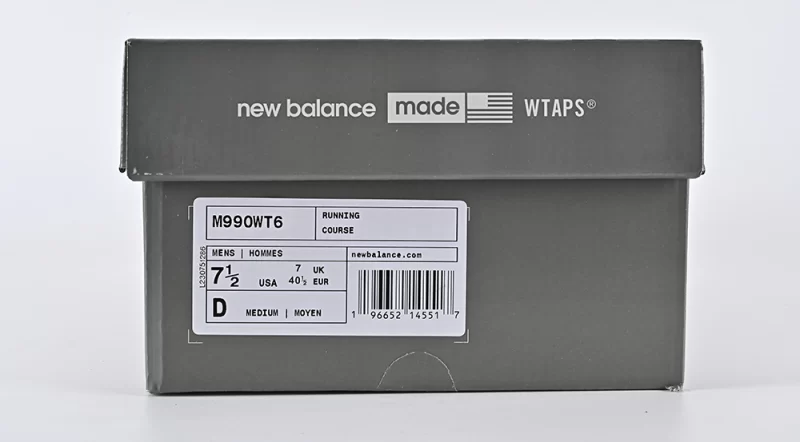 new balance made WTAPS®
M990WT6
RUNNING
COURSE
L230751286
MENS | HOMMES
newbalance.com
7½ USA
7 UK
40½ EUR
D MEDIUM | MOYEN
1 96652 14551 7